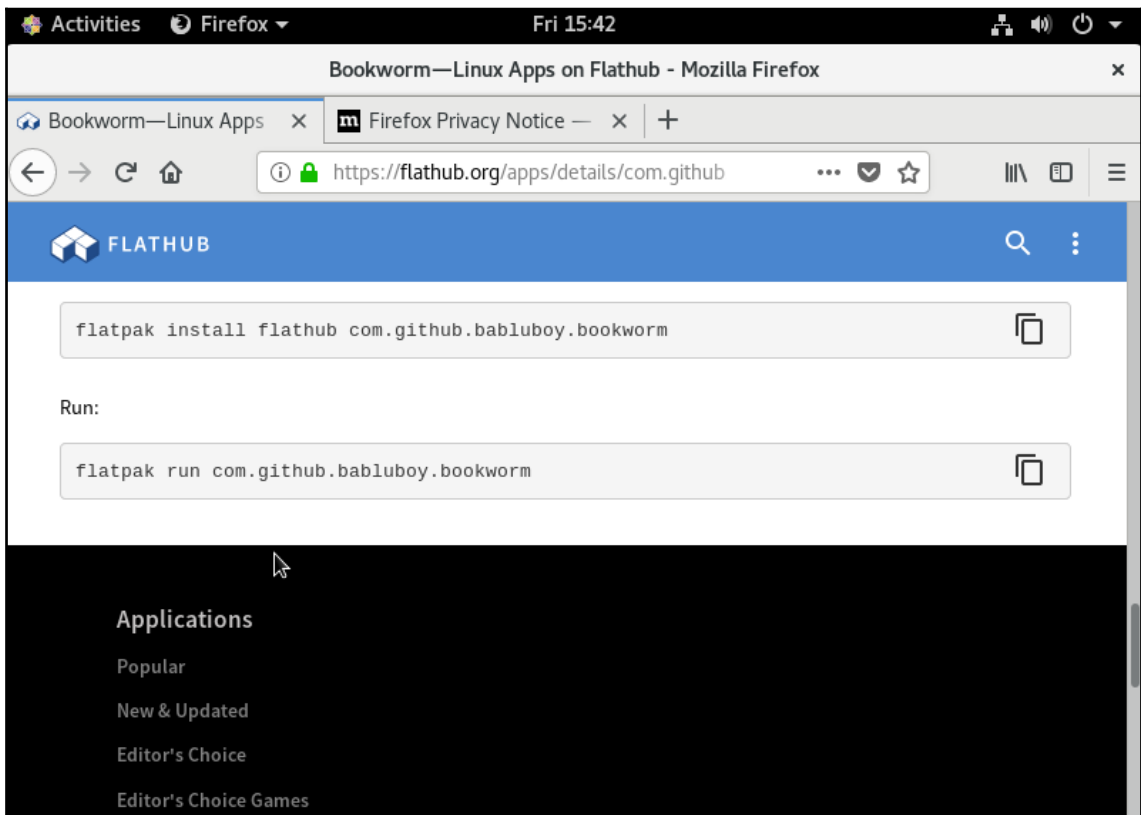 Activities Firefox Fri 15:42
Bookworm—Linux Apps on Flathub - Mozilla Firefox
Bookworm—Linux Apps m Firefox Privacy Notice —
https://flathub.org/apps/details/com.github
FLATHUB
flatpak install flathub com.github.babluboy.bookworm
Run:
flatpak run com.github.babluboy.bookworm
Applications
Popular
New & Updated
Editor's Choice
Editor's Choice Games